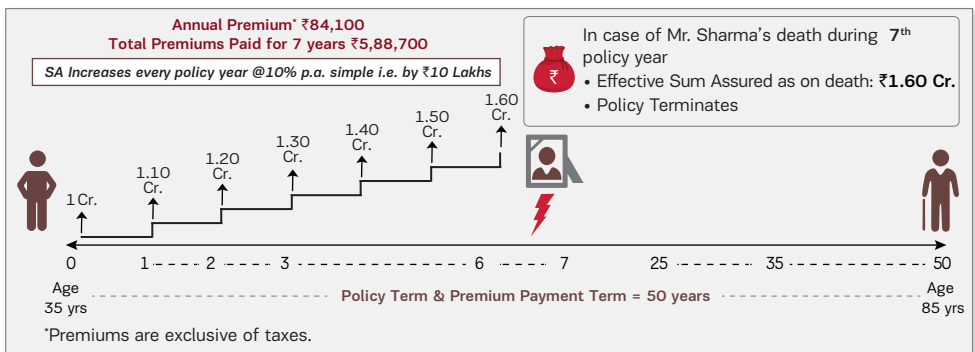 Annual Premium* ₹84,100
Total Premiums Paid for 7 years ₹5,88,700
SA Increases every policy year @10% p.a. simple i.e. by ₹10 Lakhs
In case of Mr. Sharma's death during 7th
policy year
• Effective Sum Assured as on death: ₹1.60 Cr.
• Policy Terminates
₹
1 Cr.
1.10
Cr.
1.20
Cr.
1.30
Cr.
1.40
Cr.
1.50
Cr.
1.60
Cr.
0 1 2 3 6 7 25 35 50
Age
35 yrs
Policy Term & Premium Payment Term = 50 years
Age
85 yrs
*Premiums are exclusive of taxes.